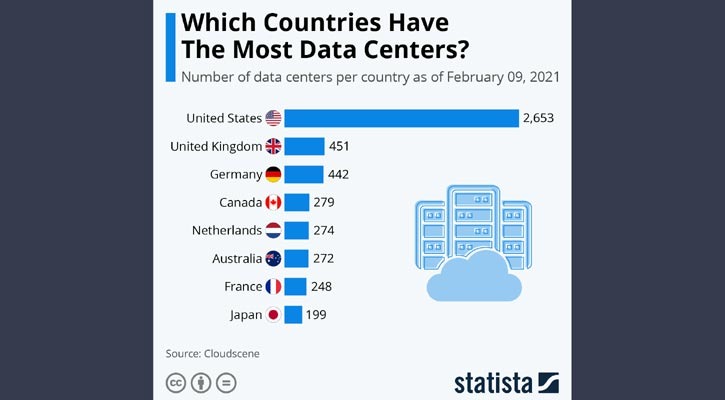 Which Countries Have
The Most Data Centers?
Number of data centers per country as of February 09, 2021
United States 2,653
United Kingdom 451
Germany 442
Canada 279
Netherlands 274
Australia 272
France 248
Japan 199
Source: Cloudscene
cc
statista